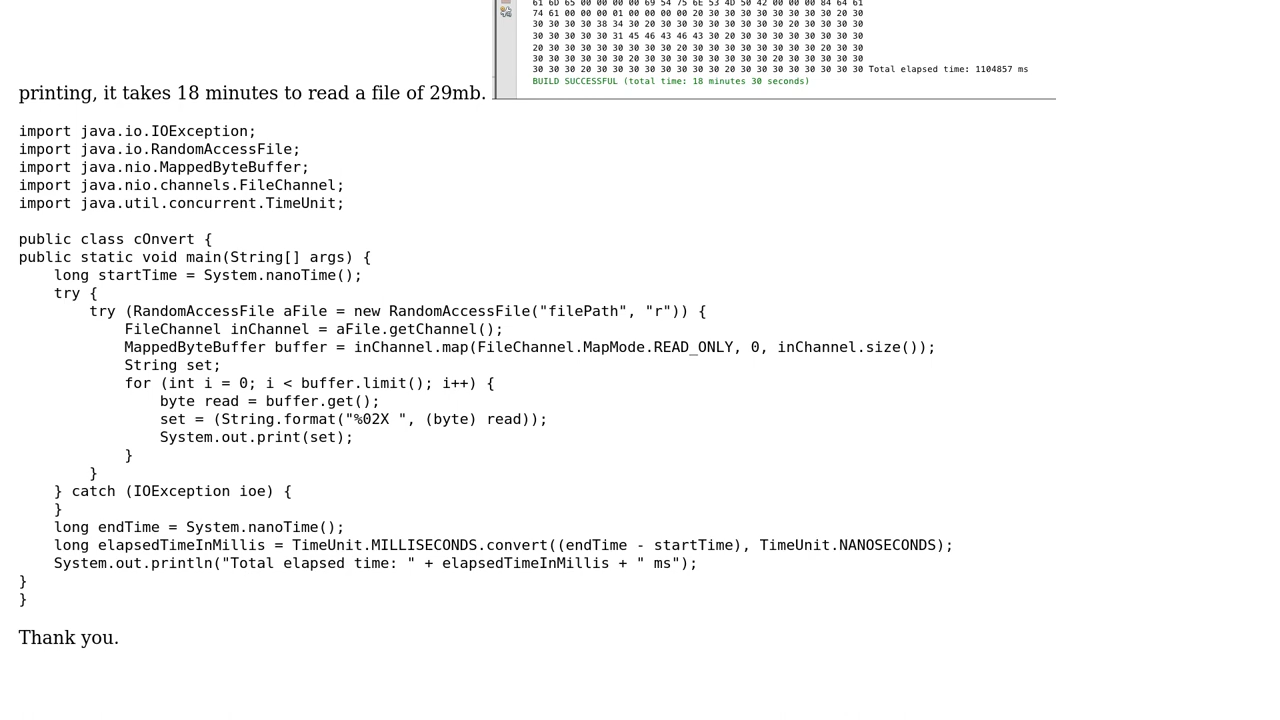 61 6D 65 00 00 00 00 69 54 75 6E 53 4D 50 42 00 00 00 84 64 61
74 61 00 00 00 01 00 00 00 00 20 30 30 30 30 30 30 30 30 20 30
30 30 30 30 38 34 30 20 30 30 30 30 30 30 30 30 20 30 30 30 30
30 30 30 30 30 31 45 46 43 46 43 30 20 30 30 30 30 30 30 30 30
20 30 30 30 30 30 30 30 30 20 30 30 30 30 30 30 30 30 20 30 30
30 30 30 30 30 30 20 30 30 30 30 30 30 30 30 20 30 30 30 30 30
30 30 30 20 30 30 30 30 30 30 30 30 20 30 30 30 30 30 30 30 30 Total elapsed time: 1104857 ms
BUILD SUCCESSFUL (total time: 18 minutes 30 seconds)
printing, it takes 18 minutes to read a file of 29mb.
import java.io.IOException;
import java.io.RandomAccessFile;
import java.nio.MappedByteBuffer;
import java.nio.channels.FileChannel;
import java.util.concurrent.TimeUnit;
public class cOnvert {
public static void main(String[] args) {
    long startTime = System.nanoTime();
    try {
        try (RandomAccessFile aFile = new RandomAccessFile("filePath", "r")) {
            FileChannel inChannel = aFile.getChannel();
            MappedByteBuffer buffer = inChannel.map(FileChannel.MapMode.READ_ONLY, 0, inChannel.size());
            String set;
            for (int i = 0; i < buffer.limit(); i++) {
                byte read = buffer.get();
                set = (String.format("%02X ", (byte) read));
                System.out.print(set);
            }
        }
    } catch (IOException ioe) {
    }
    long endTime = System.nanoTime();
    long elapsedTimeInMillis = TimeUnit.MILLISECONDS.convert((endTime - startTime), TimeUnit.NANOSECONDS);
    System.out.println("Total elapsed time: " + elapsedTimeInMillis + " ms");
}
}
Thank you.